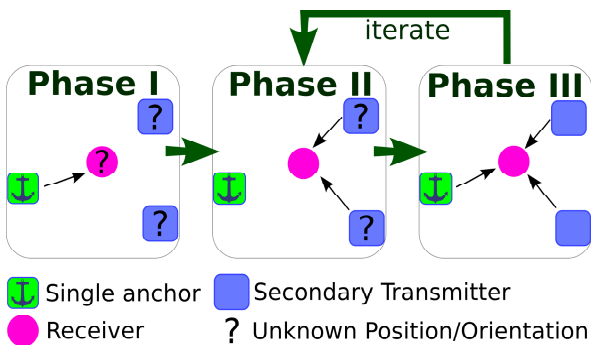 iterate
Phase I
Phase II
Phase III
?
?
?
?
?
Single anchor
Secondary Transmitter
Receiver
? Unknown Position/Orientation